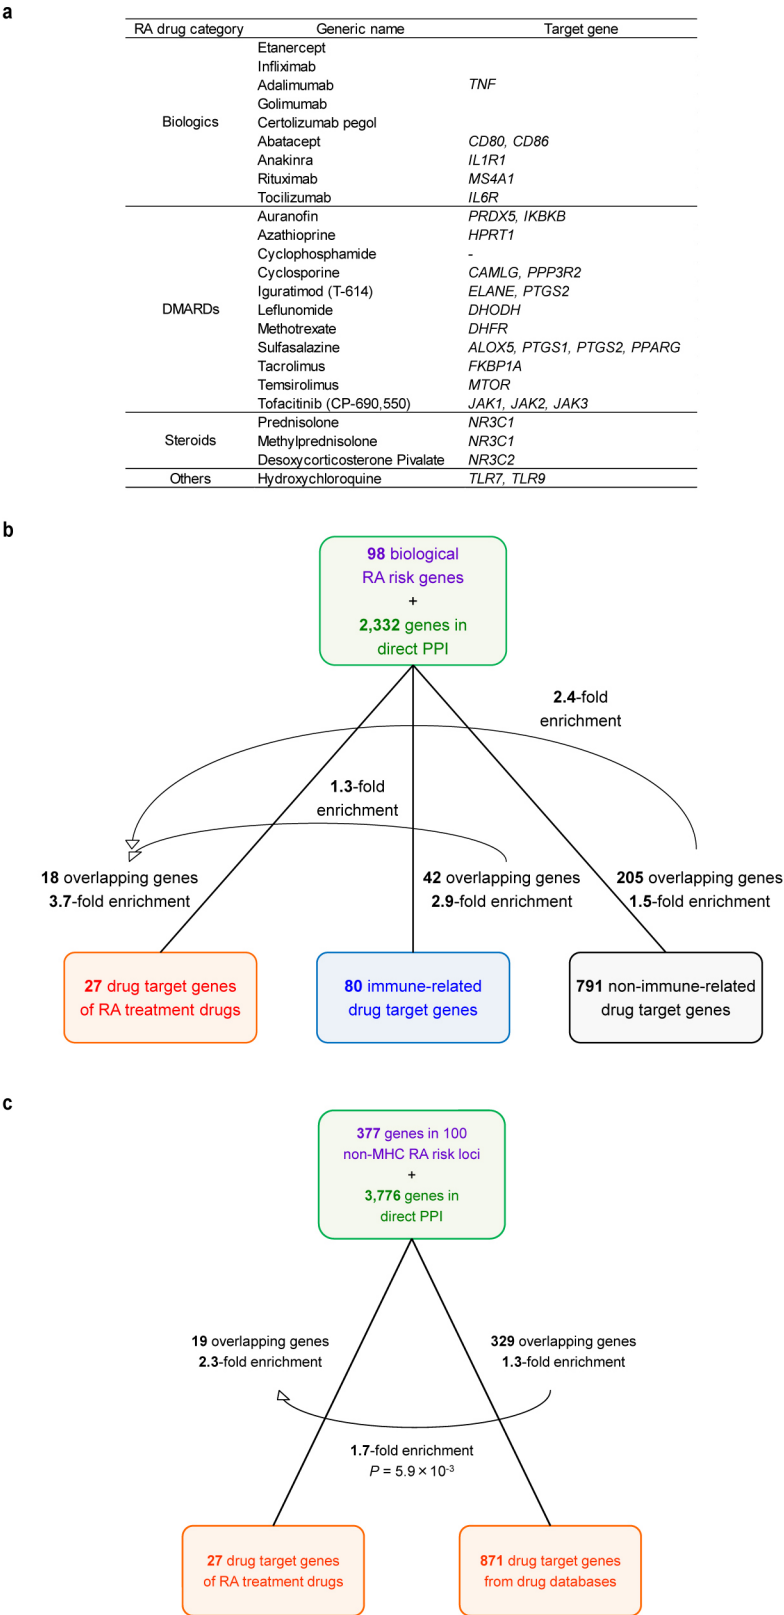 a
RA drug category Generic name Target gene
Etanercept
Infliximab
Adalimumab TNF
Golimumab
Biologics Certolizumab pegol
Abatacept CD80, CD86
Anakinra IL1R1
Rituximab MS4A1
Tocilizumab IL6R
Auranofin PRDX5, IKBKB
Azathioprine HPRT1
Cyclophosphamide -
Cyclosporine CAMLG, PPP3R2
Iguratimod (T-614) ELANE, PTGS2
DMARDs Leflunomide DHODH
Methotrexate DHFR
Sulfasalazine ALOX5, PTGS1, PTGS2, PPARG
Tacrolimus FKBP1A
Temsirolimus MTOR
Tofacitinib (CP-690,550) JAK1, JAK2, JAK3
Prednisolone NR3C1
Steroids Methylprednisolone NR3C1
Desoxycorticosterone Pivalate NR3C2
Others Hydroxychloroquine TLR7, TLR9
b
98 biological
RA risk genes
+
2,332 genes in
direct PPI
2.4-fold
enrichment
1.3-fold
enrichment
18 overlapping genes
3.7-fold enrichment
42 overlapping genes
2.9-fold enrichment
205 overlapping genes
1.5-fold enrichment
27 drug target genes
of RA treatment drugs
80 immune-related
drug target genes
791 non-immune-related
drug target genes
c
377 genes in 100
non-MHC RA risk loci
+
3,776 genes in
direct PPI
19 overlapping genes
2.3-fold enrichment
329 overlapping genes
1.3-fold enrichment
1.7-fold enrichment
P = 5.9 × 10-3
27 drug target genes
of RA treatment drugs
871 drug target genes
from drug databases